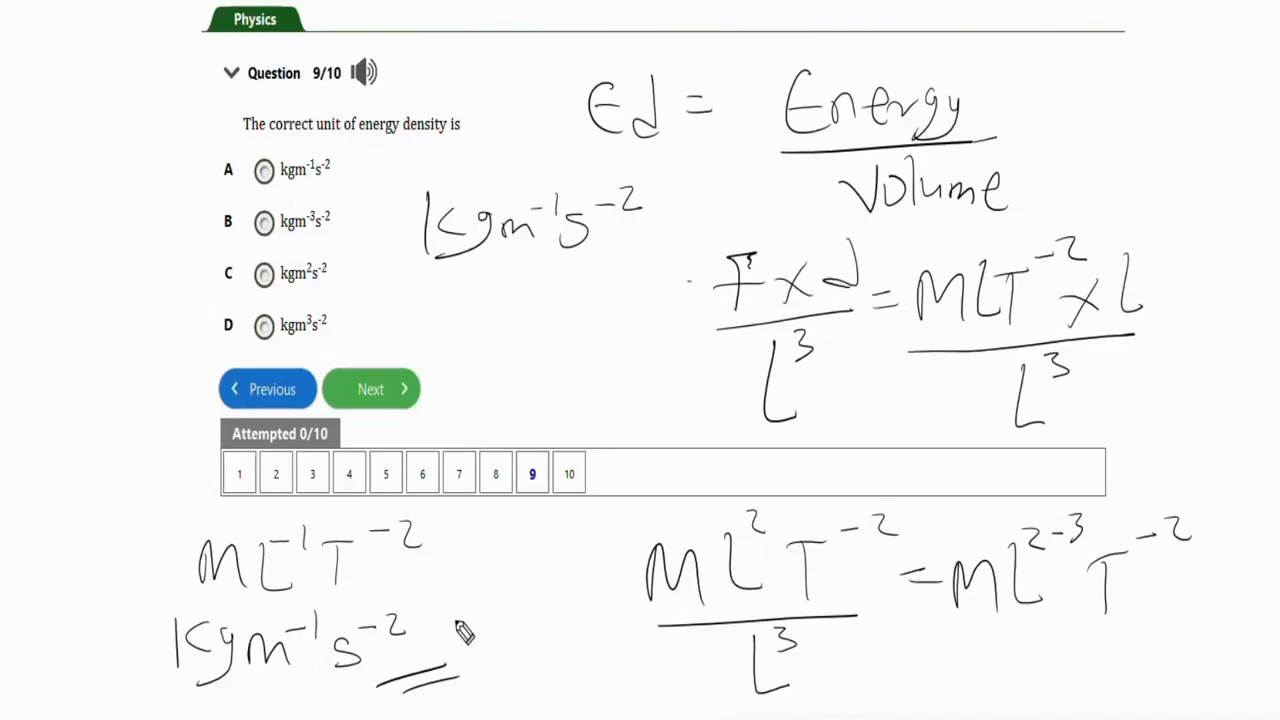 Physics
Question 9/10
The correct unit of energy density is
A kgm⁻¹s⁻²
B kgm⁻³s⁻²
C kgm²s⁻²
D kgm³s⁻²
Previous Next
Attempted 0/10
1 2 3 4 5 6 7 8 9 10
Ed = Energy / Volume
kgm⁻¹s⁻²
F × d / L³ = MLT⁻² × L / L³
ML²T⁻² / L³ = ML²⁻³T⁻²
ML⁻¹T⁻²
kgm⁻¹s⁻²